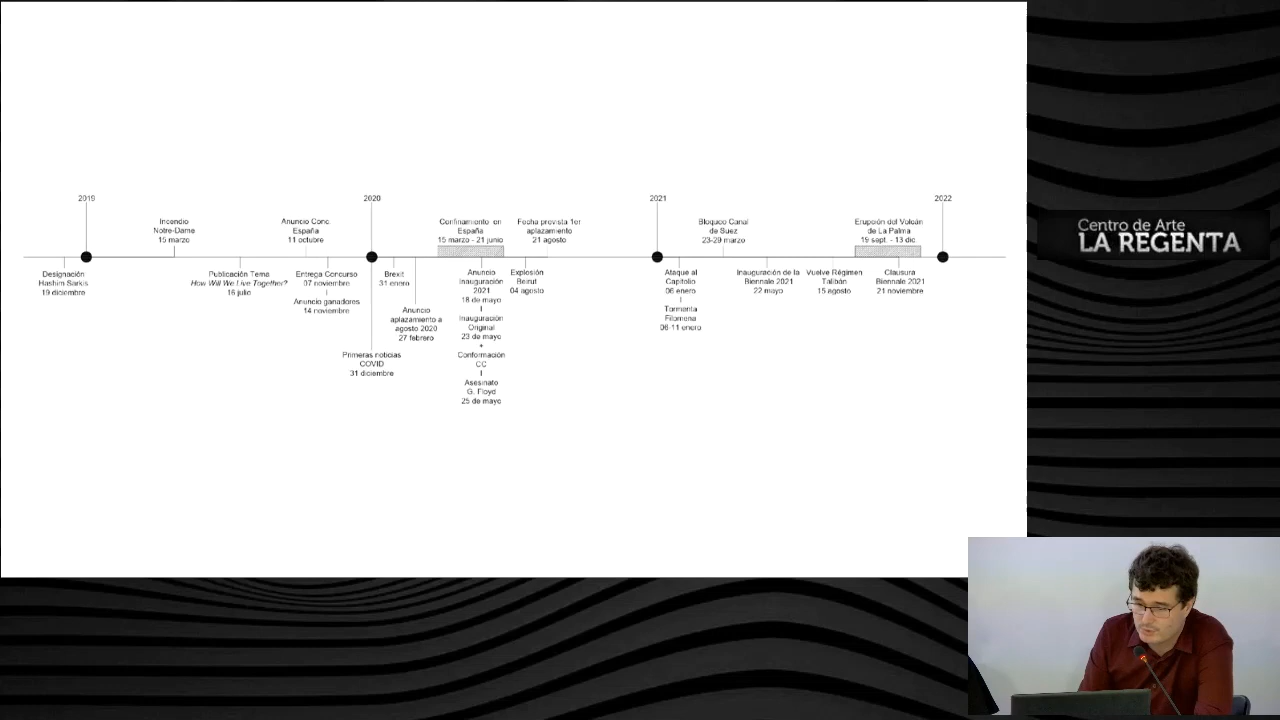 2019
2020
2021
2022
Incendio
Notre-Dame
15 marzo
Anuncio Conc.
España
11 octubre
Confinamiento en
España
15 marzo - 21 junio
Fecha prevista 1er
aplazamiento
21 agosto
Bloqueo Canal
de Suez
23-29 marzo
Erupción del Volcán
de La Palma
19 sept. - 13 dic.
Designación
Hashim Sarkis
19 diciembre
Publicación Tema
How Will We Live Together?
16 julio
Entrega Concurso
07 noviembre
Anuncio ganadores
14 noviembre
Primeras noticias
COVID
31 diciembre
Brexit
31 enero
Anuncio
aplazamiento a
agosto 2020
27 febrero
Anuncio
Inauguración
2021
18 de mayo
Inauguración
Original
23 de mayo
+
Conformación
CC
Asesinato
G. Floyd
25 de mayo
Explosión
Beirut
04 agosto
Ataque al
Capitolio
06 enero
Tormenta
Filomena
06-11 enero
Inauguración de la
Biennale 2021
22 mayo
Vuelve Régimen
Talibán
15 agosto
Clausura
Biennale 2021
21 noviembre
Centro de Arte
LA REGENTA